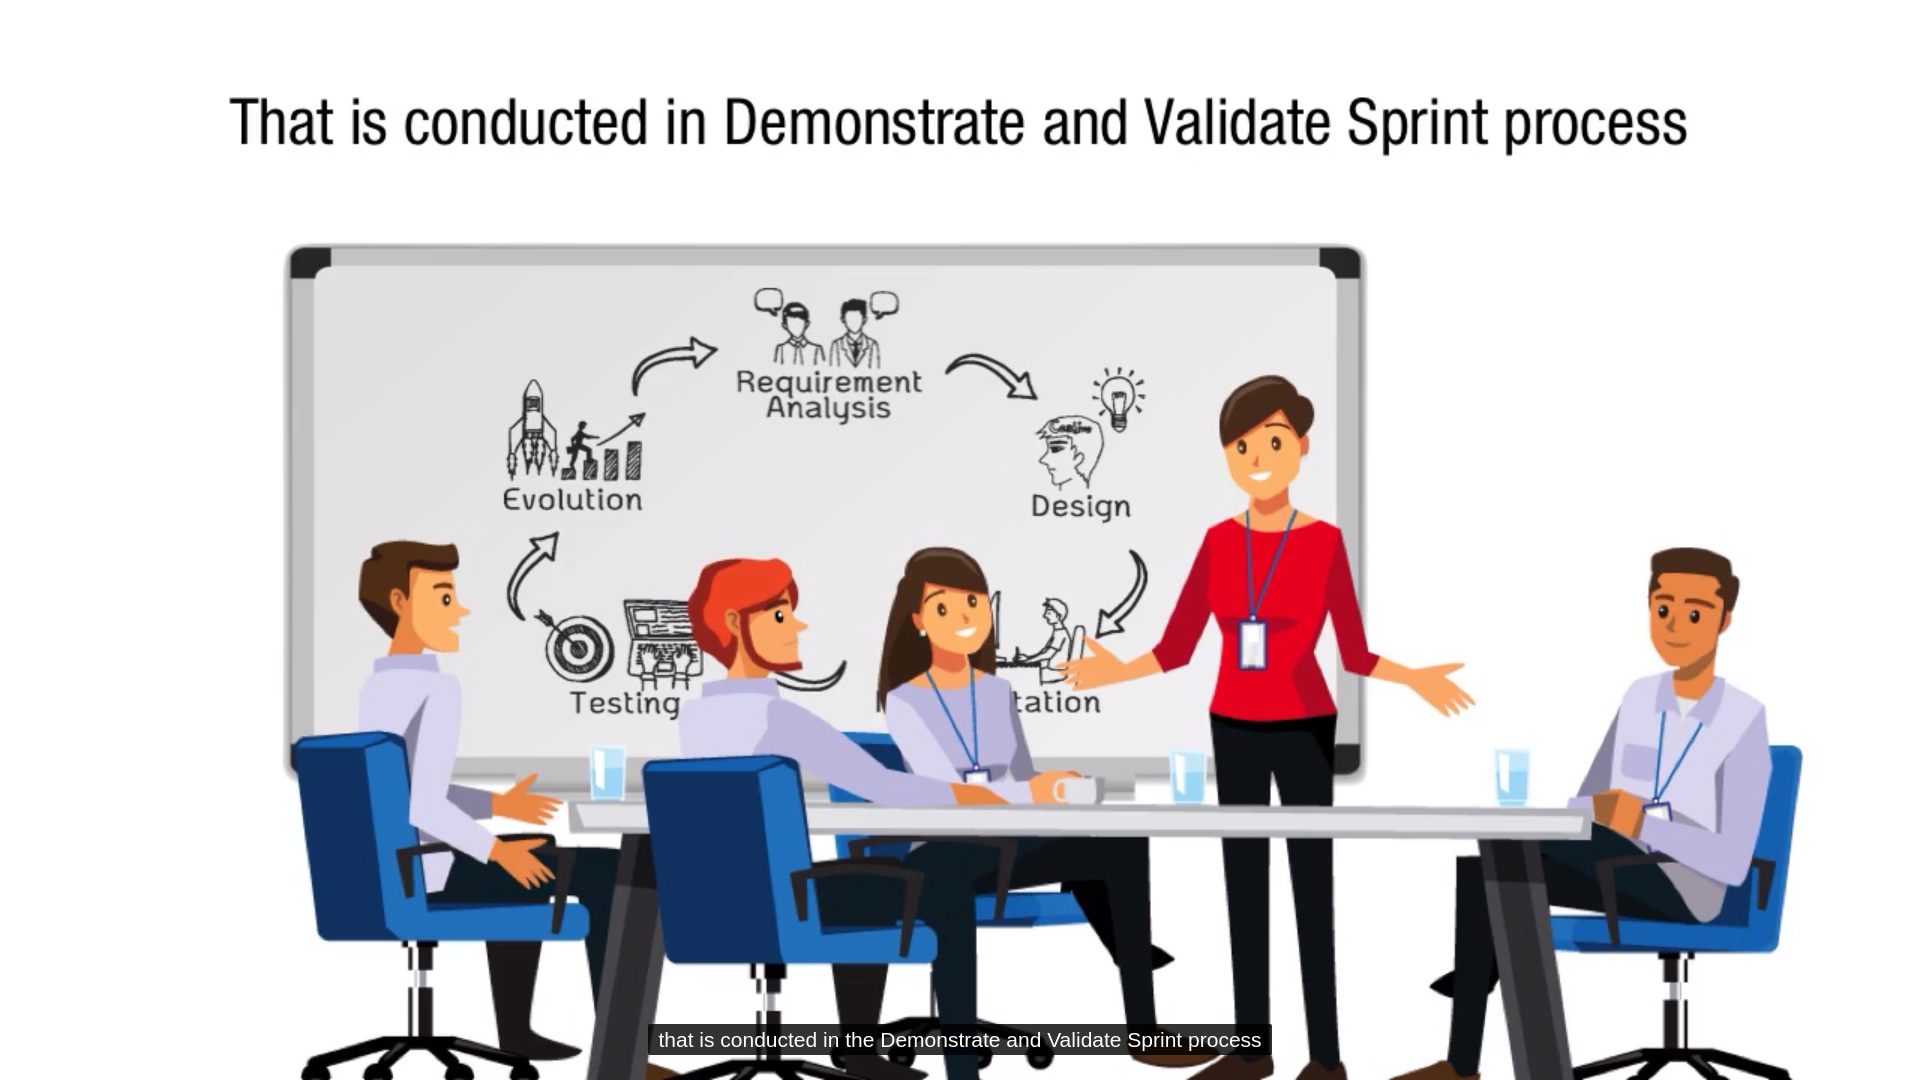 That is conducted in Demonstrate and Validate Sprint process
Requirement
Analysis
Evolution
Design
Testing
tation
that is conducted in the Demonstrate and Validate Sprint process